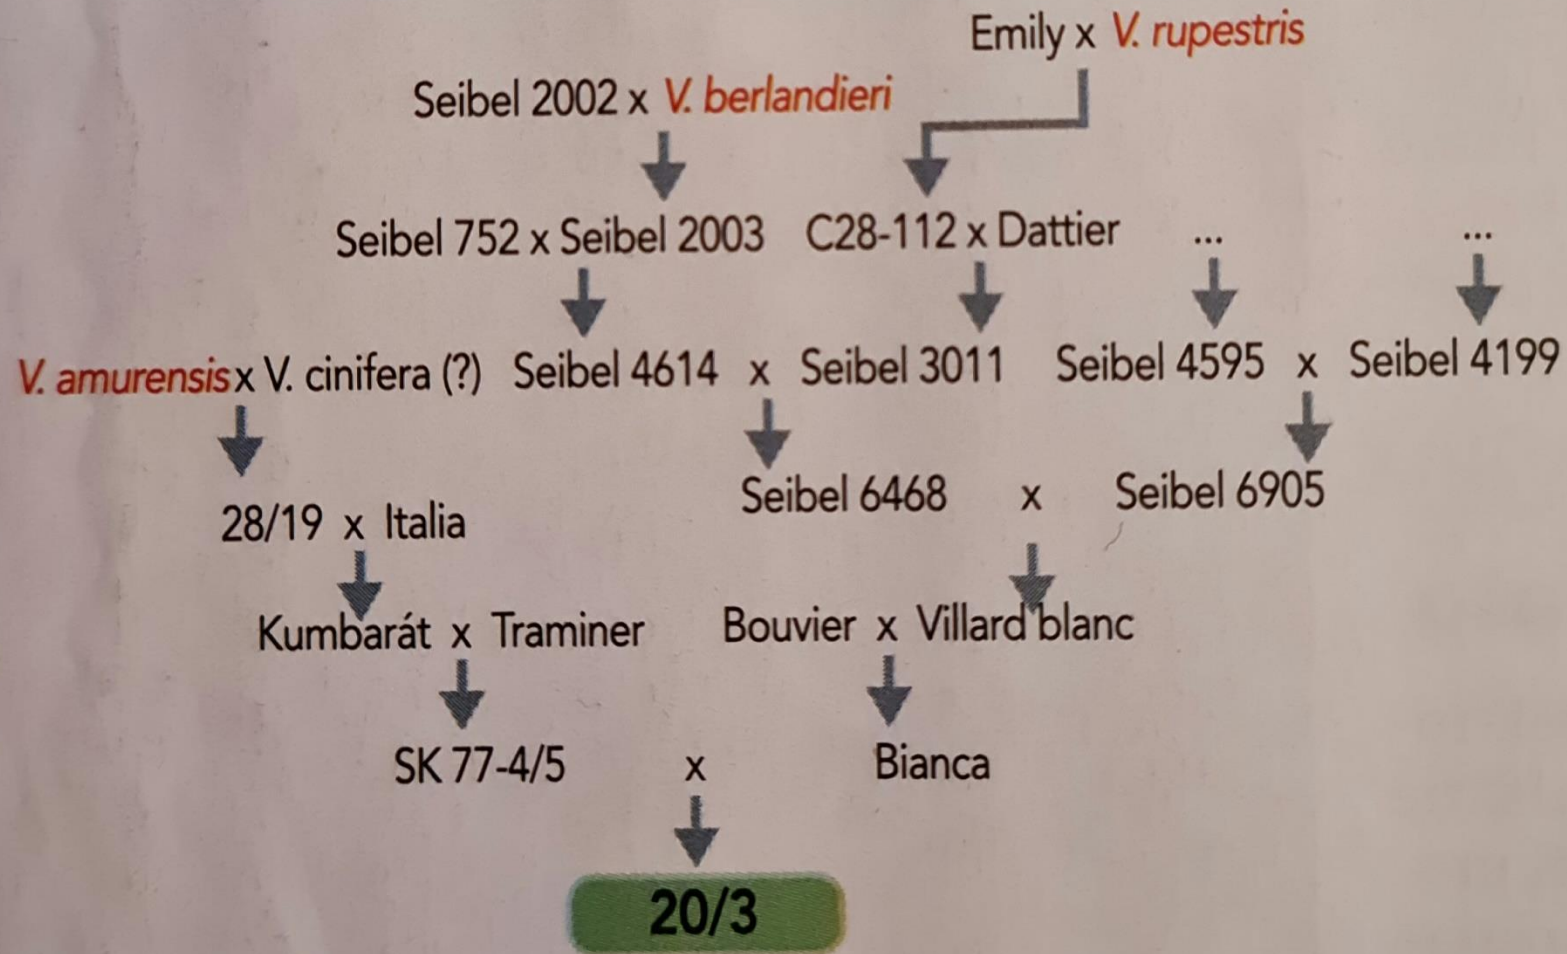 Emily x V. rupestris
Seibel 2002 x V. berlandieri
Seibel 752 x Seibel 2003 C28-112 x Dattier ... ...
V. amurensis x V. cinifera (?) Seibel 4614 x Seibel 3011 Seibel 4595 x Seibel 4199
28/19 x Italia Seibel 6468 x Seibel 6905
Kumbarát x Traminer Bouvier x Villard blanc
SK 77-4/5 x Bianca
20/3